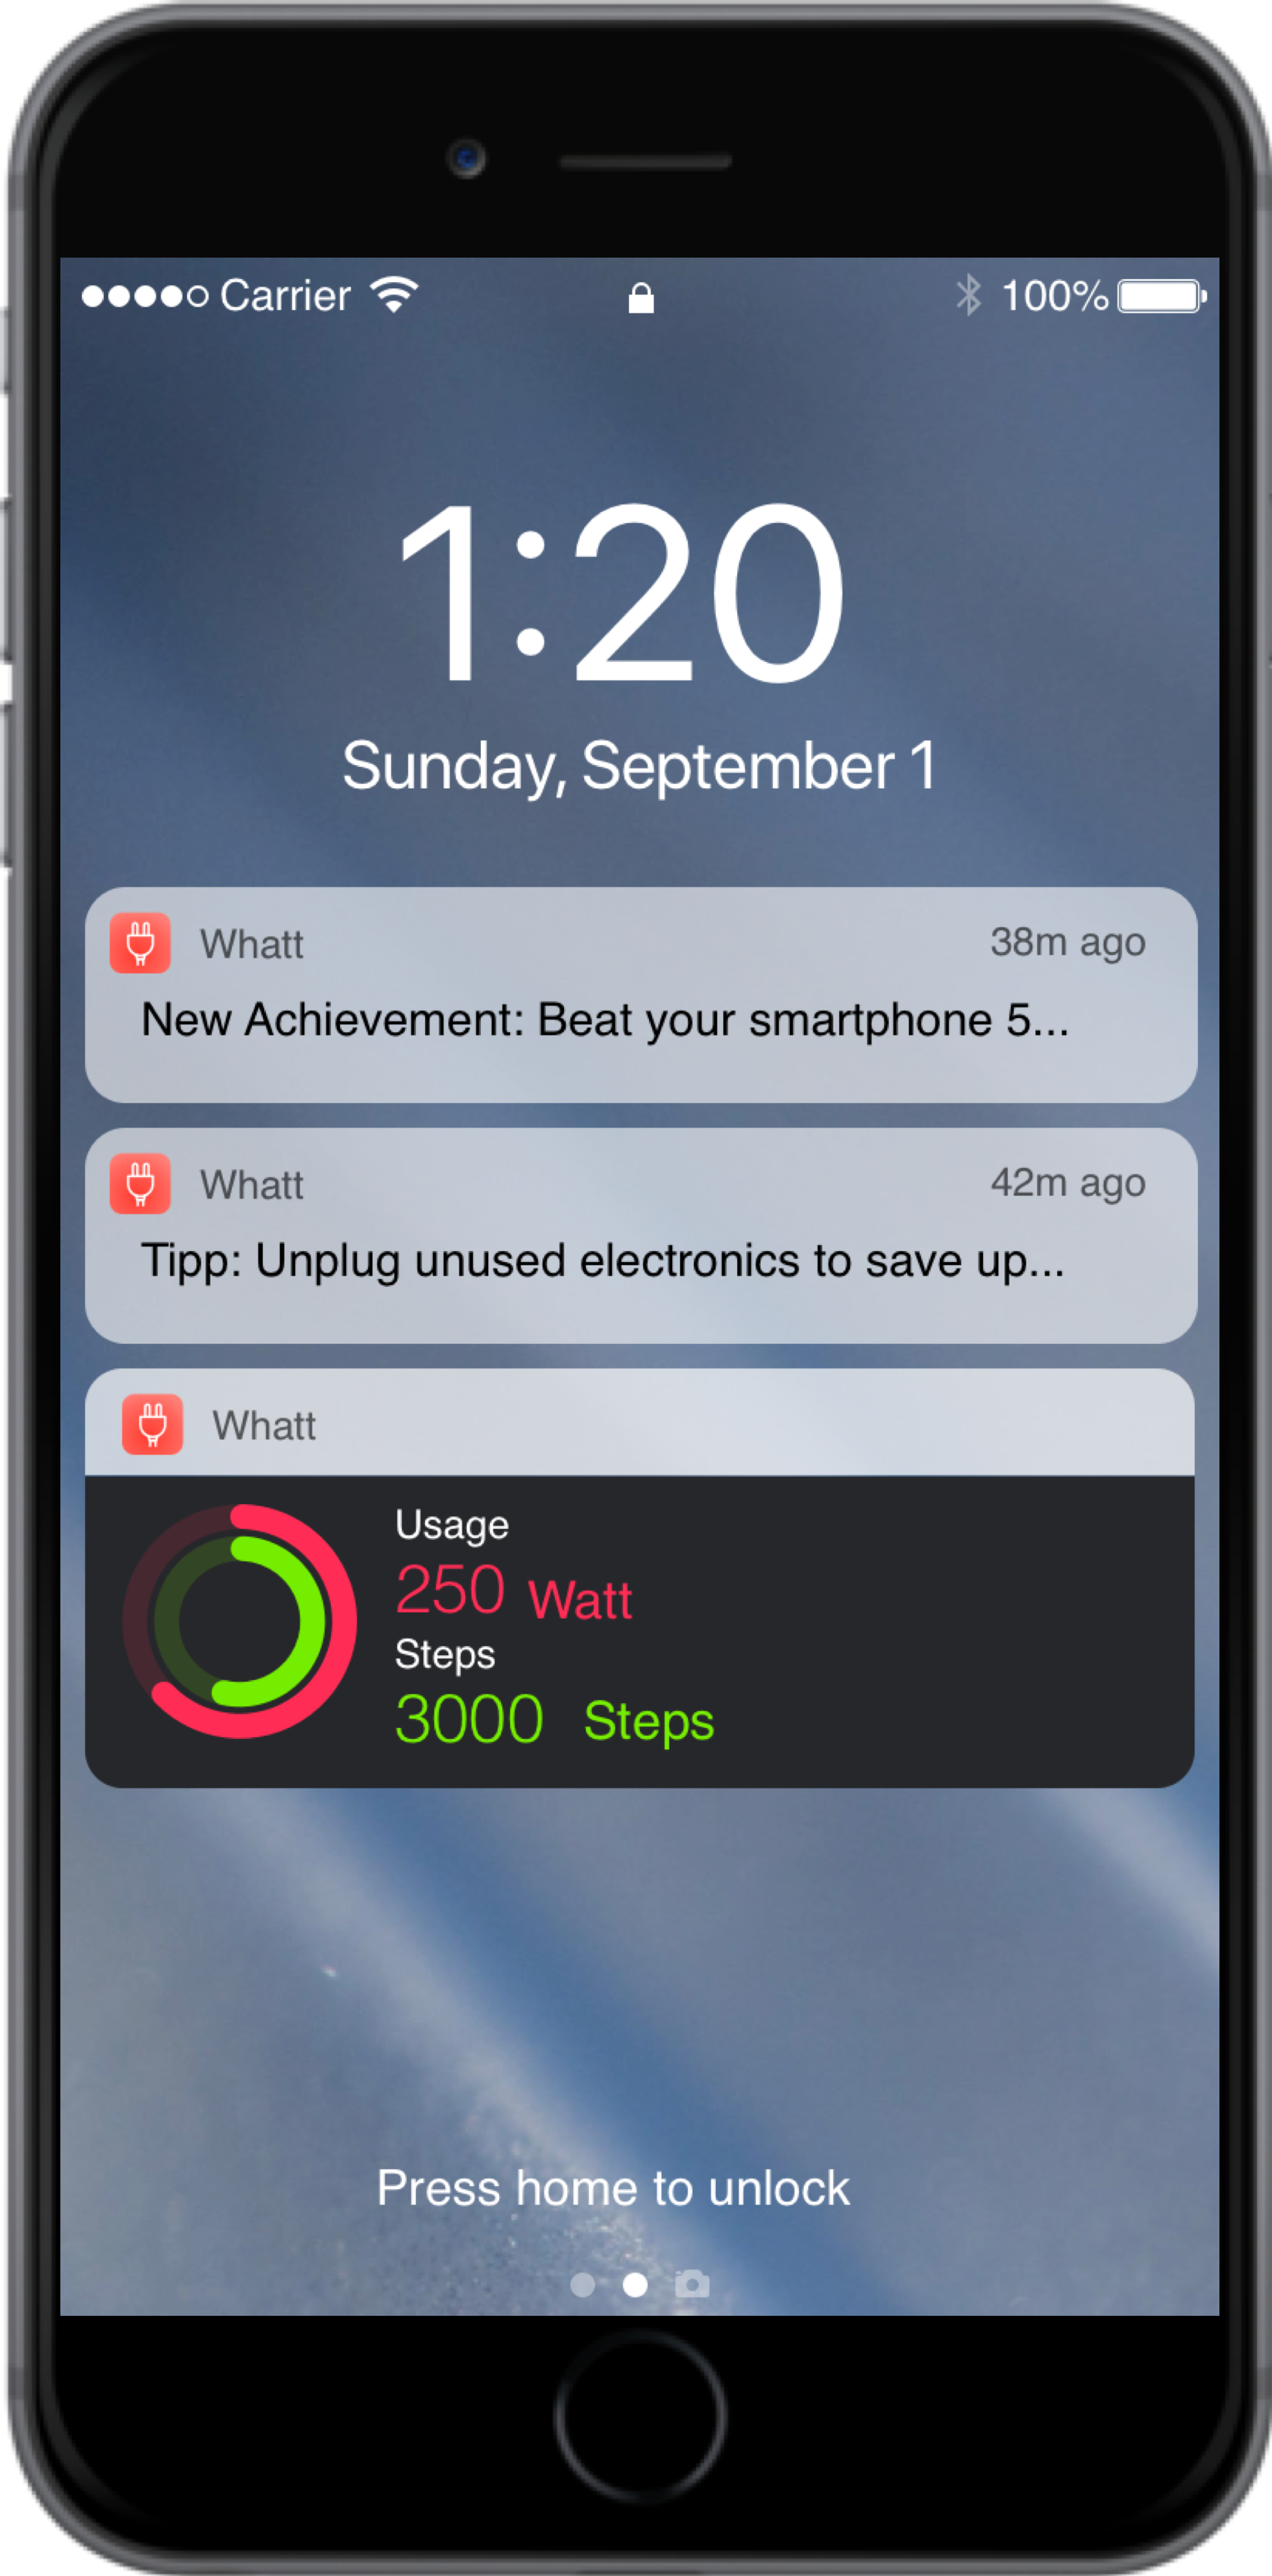 Carrier 100%
1:20
Sunday, September 1
Whatt 38m ago
New Achievement: Beat your smartphone 5...
Whatt 42m ago
Tipp: Unplug unused electronics to save up...
Whatt
Usage
250 Watt
Steps
3000 Steps
Press home to unlock